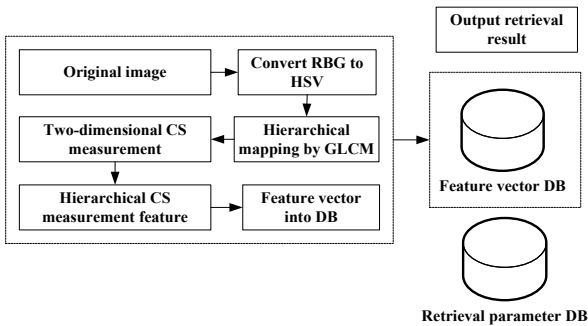 Original image
Convert RBG to
HSV
Two-dimensional CS
measurement
Hierarchical
mapping by GLCM
Hierarchical CS
measurement feature
Feature vector
into DB
Output retrieval
result
Feature vector DB
Retrieval parameter DB